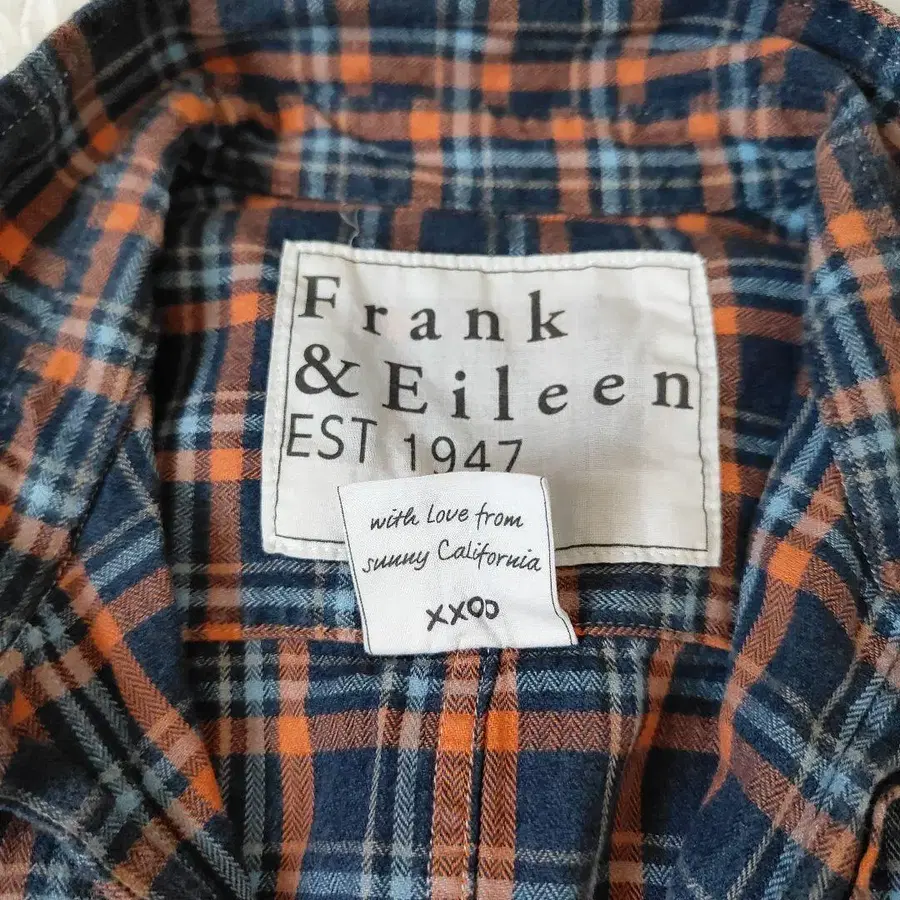 Frank
& Eileen
EST 1947
with Love from
sunny California
xxoo